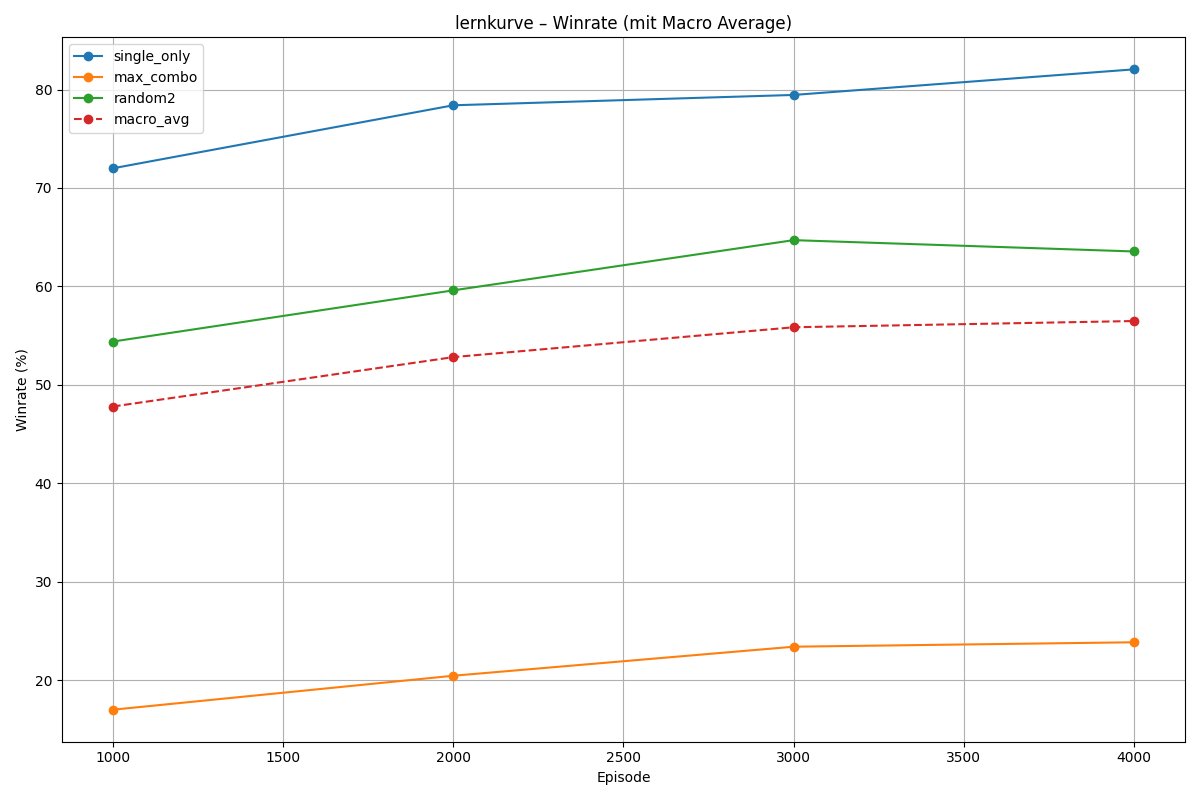 lernkurve – Winrate (mit Macro Average)
single_only
max_combo
random2
macro_avg
Winrate (%)
80
70
60
50
40
30
20
1000 1500 2000 2500 3000 3500 4000
Episode